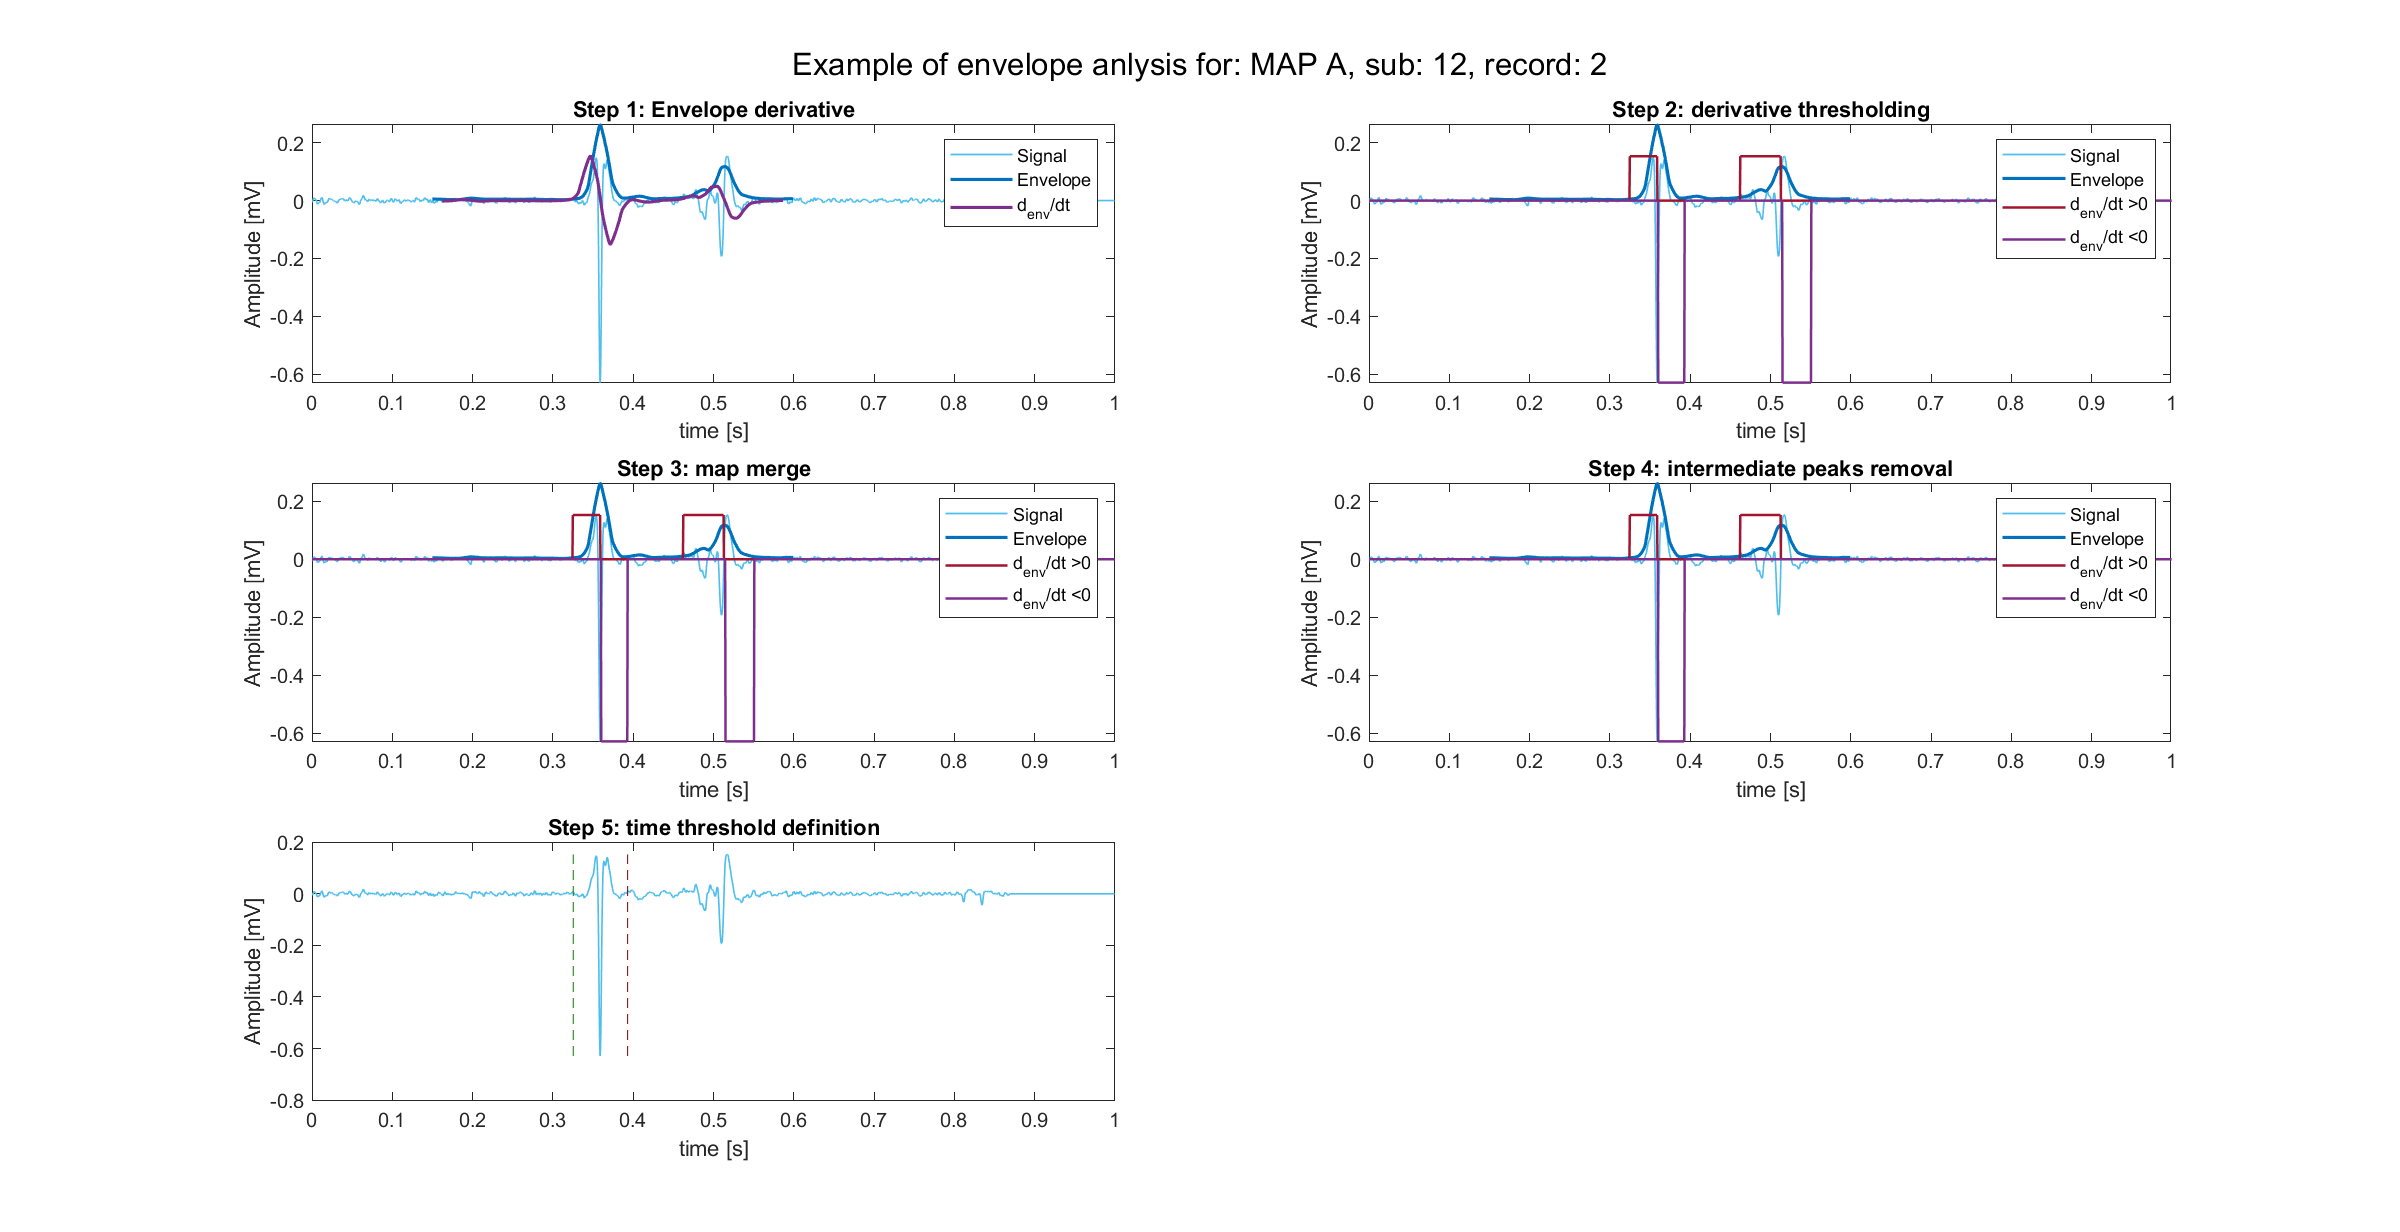 Example of envelope anlysis for: MAP A, sub: 12, record: 2
Step 1: Envelope derivative
0.2
0
-0.2
-0.4
-0.6
Amplitude [mV]
0 0.1 0.2 0.3 0.4 0.5 0.6 0.7 0.8 0.9 1
time [s]
Signal
Envelope
d_env/dt
Step 2: derivative thresholding
0.2
0
-0.2
-0.4
-0.6
Amplitude [mV]
0 0.1 0.2 0.3 0.4 0.5 0.6 0.7 0.8 0.9 1
time [s]
Signal
Envelope
d_env/dt >0
d_env/dt <0
Step 3: map merge
0.2
0
-0.2
-0.4
-0.6
Amplitude [mV]
0 0.1 0.2 0.3 0.4 0.5 0.6 0.7 0.8 0.9 1
time [s]
Signal
Envelope
d_env/dt >0
d_env/dt <0
Step 4: intermediate peaks removal
0.2
0
-0.2
-0.4
-0.6
Amplitude [mV]
0 0.1 0.2 0.3 0.4 0.5 0.6 0.7 0.8 0.9 1
time [s]
Signal
Envelope
d_env/dt >0
d_env/dt <0
Step 5: time threshold definition
0.2
0
-0.2
-0.4
-0.6
-0.8
Amplitude [mV]
0 0.1 0.2 0.3 0.4 0.5 0.6 0.7 0.8 0.9 1
time [s]